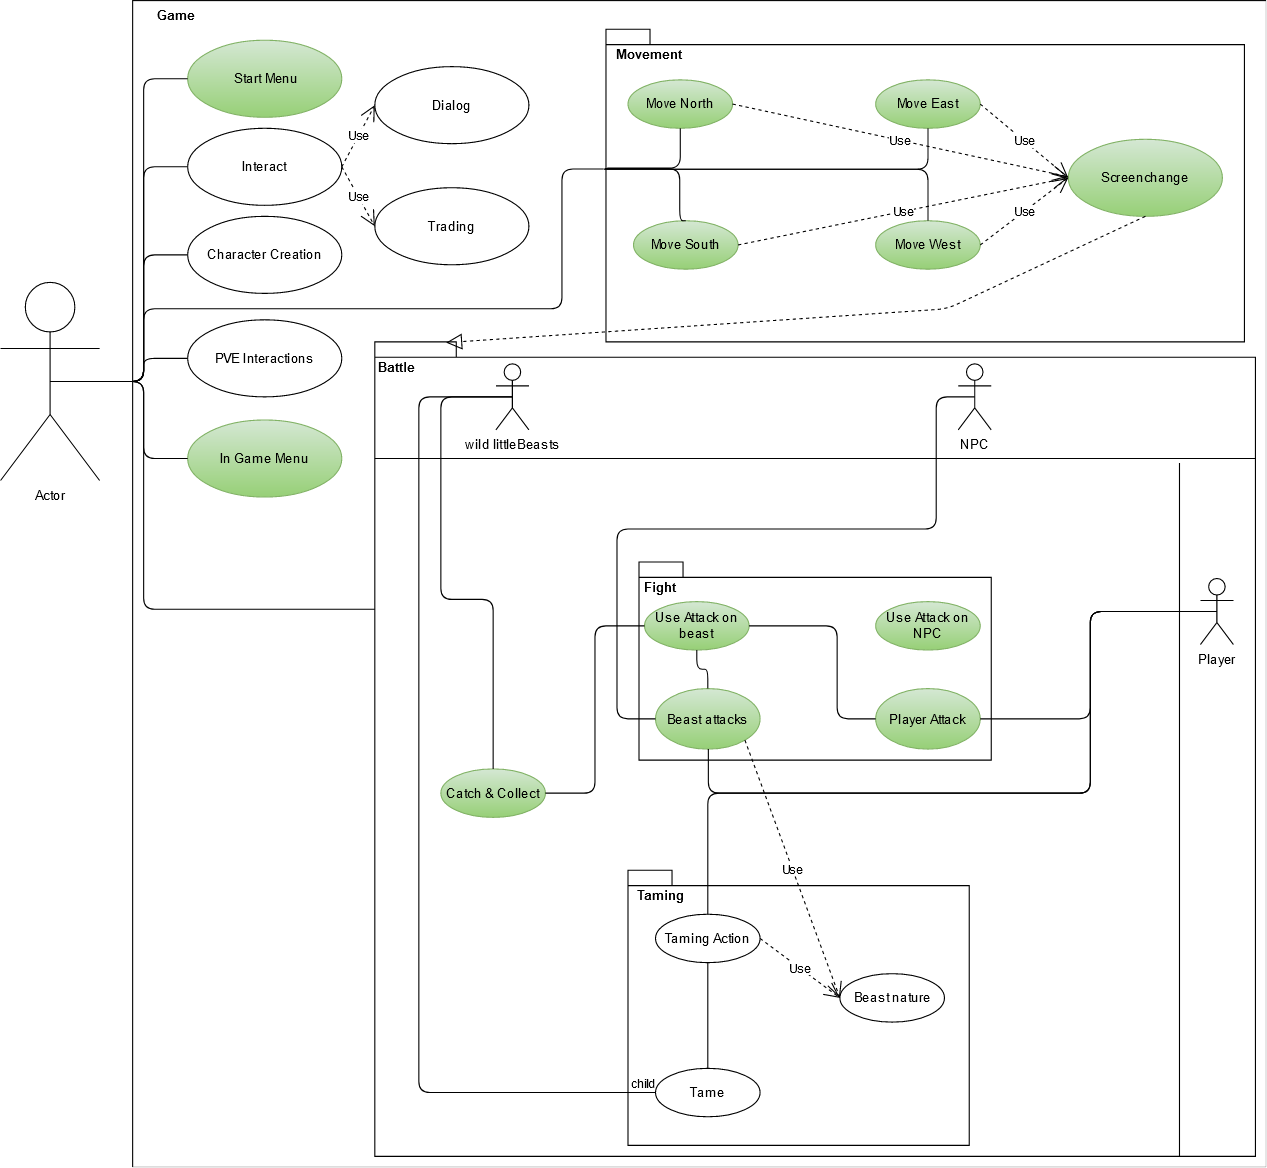 Game
Start Menu
Dialog
Use
Interact
Use
Trading
Character Creation
PVE Interactions
In Game Menu
Actor
Movement
Move North
Move East
Use
Use
Screenchange
Use
Use
Move South
Move West
Battle
wild littleBeasts
NPC
Fight
Use Attack on
beast
Use Attack on
NPC
Beast attacks
Player Attack
Player
Catch & Collect
Use
Taming
Taming Action
Use
Beast nature
child
Tame